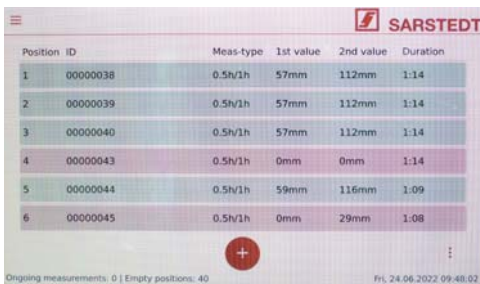 SARSTEDT
Position ID Meas-type 1st value 2nd value Duration
1 00000038 0.5h/1h 57mm 112mm 1:14
2 00000039 0.5h/1h 57mm 112mm 1:14
3 00000040 0.5h/1h 57mm 112mm 1:14
4 00000043 0.5h/1h 0mm 0mm 1:14
5 00000044 0.5h/1h 59mm 116mm 1:09
6 00000045 0.5h/1h 0mm 29mm 1:08
Ongoing measurements: 0 | Empty positions: 40 Fri, 24.06.2022 09:48:02